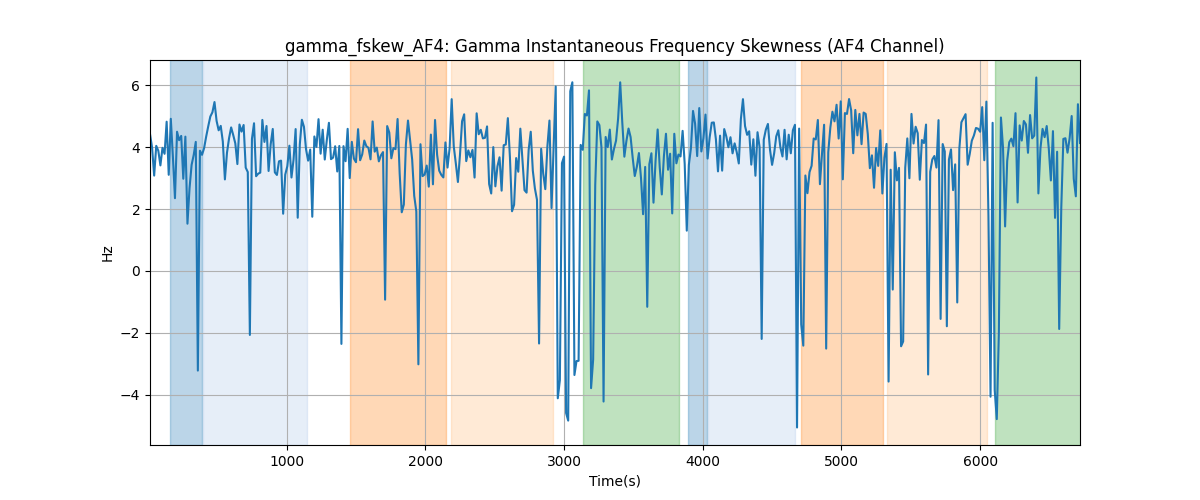 gamma_fskew_AF4: Gamma Instantaneous Frequency Skewness (AF4 Channel)
6
4
2
0
−2
−4
Hz
1000 2000 3000 4000 5000 6000
Time(s)